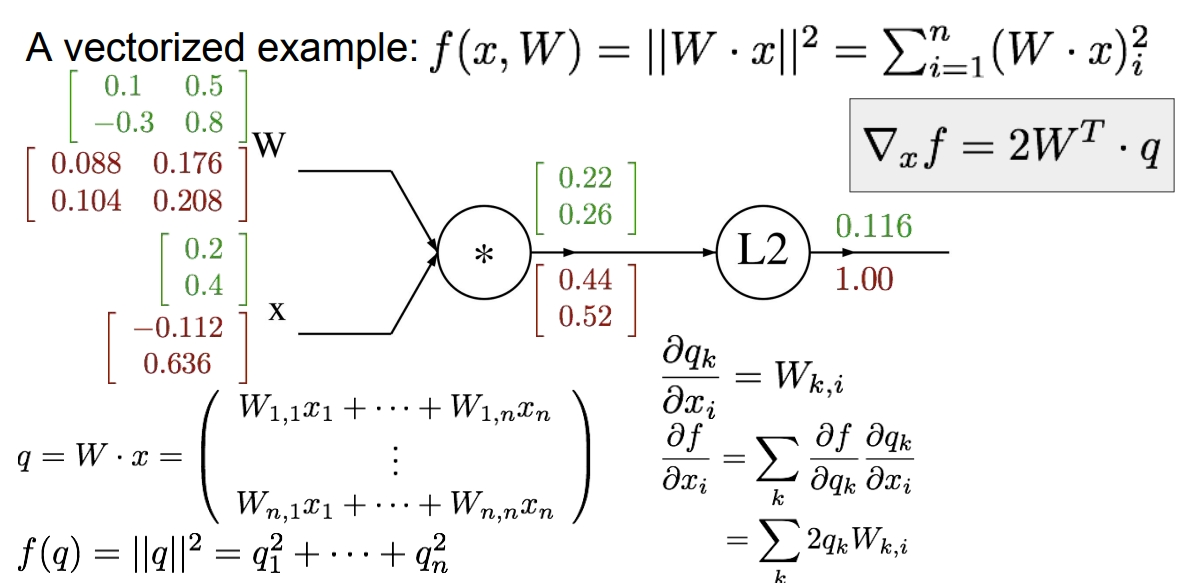 A vectorized example: f(x, W) = ||W · x||² = ∑ⁿᵢ₌₁(W · x)²ᵢ
[ 0.1 0.5
−0.3 0.8 ]
W
[ 0.088 0.176
0.104 0.208 ]
∇ₓf = 2Wᵀ · q
[ 0.22
0.26 ]
[ 0.2
0.4 ]
*
L2
0.116
1.00
[ 0.44
0.52 ]
x
[ −0.112
0.636 ]
∂qₖ/∂xᵢ = Wₖ,ᵢ
q = W · x = ( W₁,₁x₁ + ··· + W₁,ₙxₙ
⋮
Wₙ,₁x₁ + ··· + Wₙ,ₙxₙ )
∂f/∂xᵢ = ∑ₖ ∂f/∂qₖ ∂qₖ/∂xᵢ
= ∑ₖ 2qₖWₖ,ᵢ
f(q) = ||q||² = q₁² + ··· + qₙ²